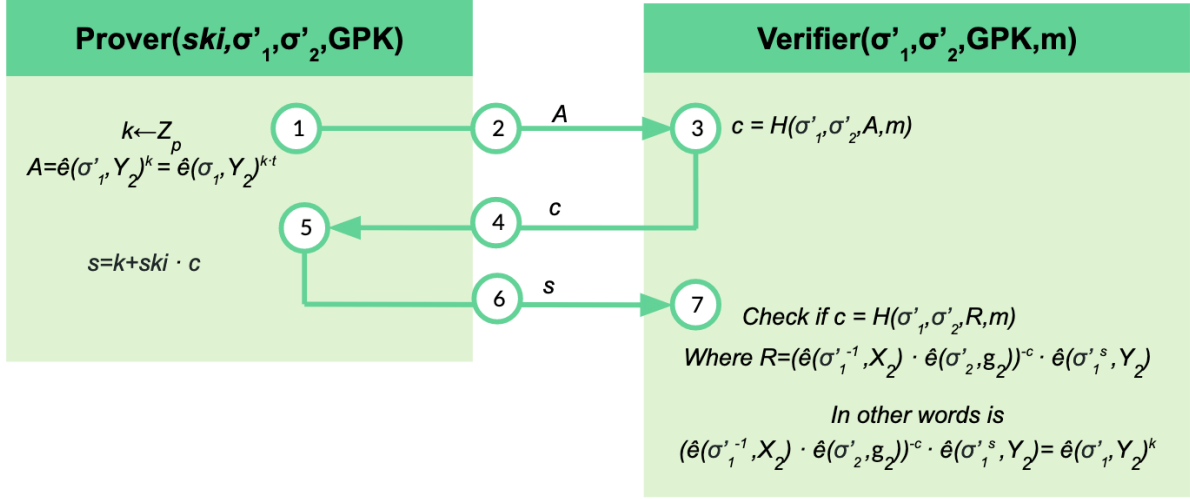 Prover(ski,σ'₁,σ'₂,GPK)
Verifier(σ'₁,σ'₂,GPK,m)
k←Zₚ
A=ê(σ'₁,Y₂)ᵏ= ê(σ₁,Y₂)ᵏ·ᵗ
1
2
A
3
c = H(σ'₁,σ'₂,A,m)
5
4
c
s=k+ski · c
6
s
7
Check if c = H(σ'₁,σ'₂,R,m)
Where R=(ê(σ'₁⁻¹,X₂) · ê(σ'₂,g₂))⁻ᶜ · ê(σ'₁ˢ,Y₂)
In other words is
(ê(σ'₁⁻¹,X₂) · ê(σ'₂,g₂))⁻ᶜ · ê(σ'₁ˢ,Y₂)= ê(σ'₁,Y₂)ᵏ